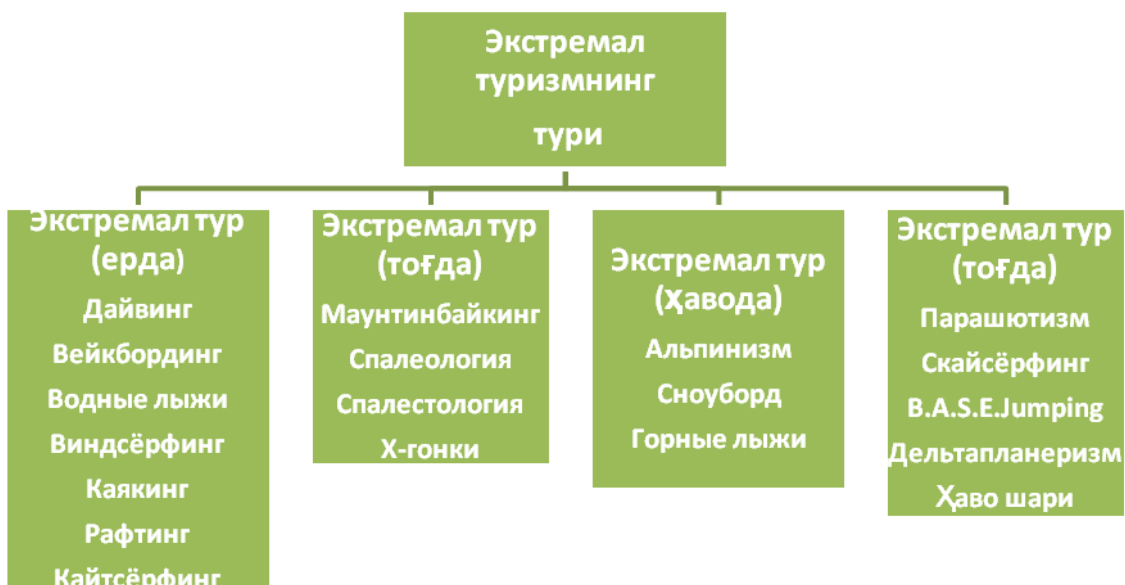 Экстремал
туризмнинг
тури
Экстремал тур
(ерда)
Дайвинг
Вейкбординг
Водные лыжи
Виндсёрфинг
Каякинг
Рафтинг
Кайтсёрфинг
Экстремал тур
(тоғда)
Маунтинбайкинг
Спалеология
Спалестология
Х-гонки
Экстремал тур
(ҳавода)
Альпинизм
Сноуборд
Горные лыжи
Экстремал тур
(тоғда)
Парашютизм
Скайсёрфинг
B.A.S.E.Jumping
Дельтапланеризм
Ҳаво шари